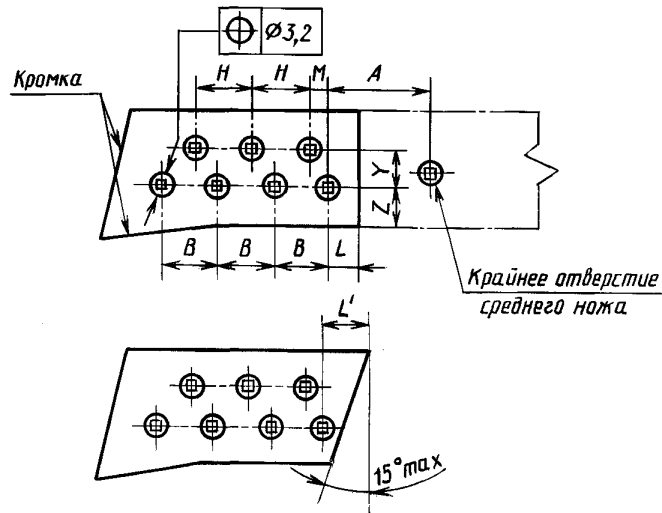 ⌀3,2
H H M A
Кромка
Y
Z
B B B L
Крайнее отверстие
среднего ножа
L'
15°max